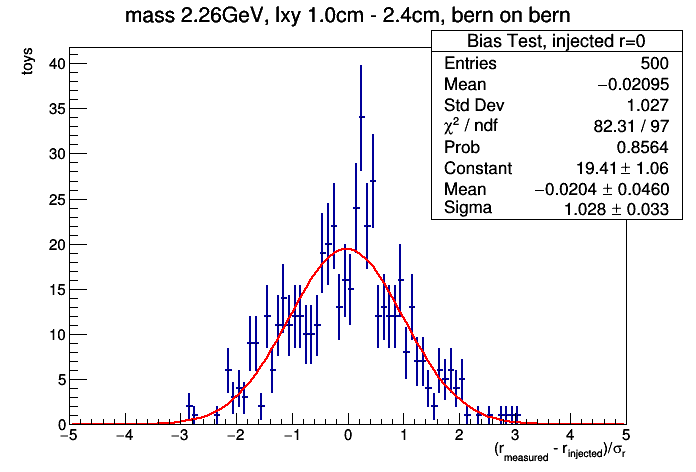 mass 2.26GeV, lxy 1.0cm - 2.4cm, bern on bern
Bias Test, injected r=0
Entries 500
Mean −0.02095
Std Dev 1.027
χ² / ndf 82.31 / 97
Prob 0.8564
Constant 19.41 ± 1.06
Mean −0.0204 ± 0.0460
Sigma 1.028 ± 0.033
toys
40
35
30
25
20
15
10
5
0
−5 −4 −3 −2 −1 0 1 2 3 4 5
(r_measured - r_injected)/σ_r